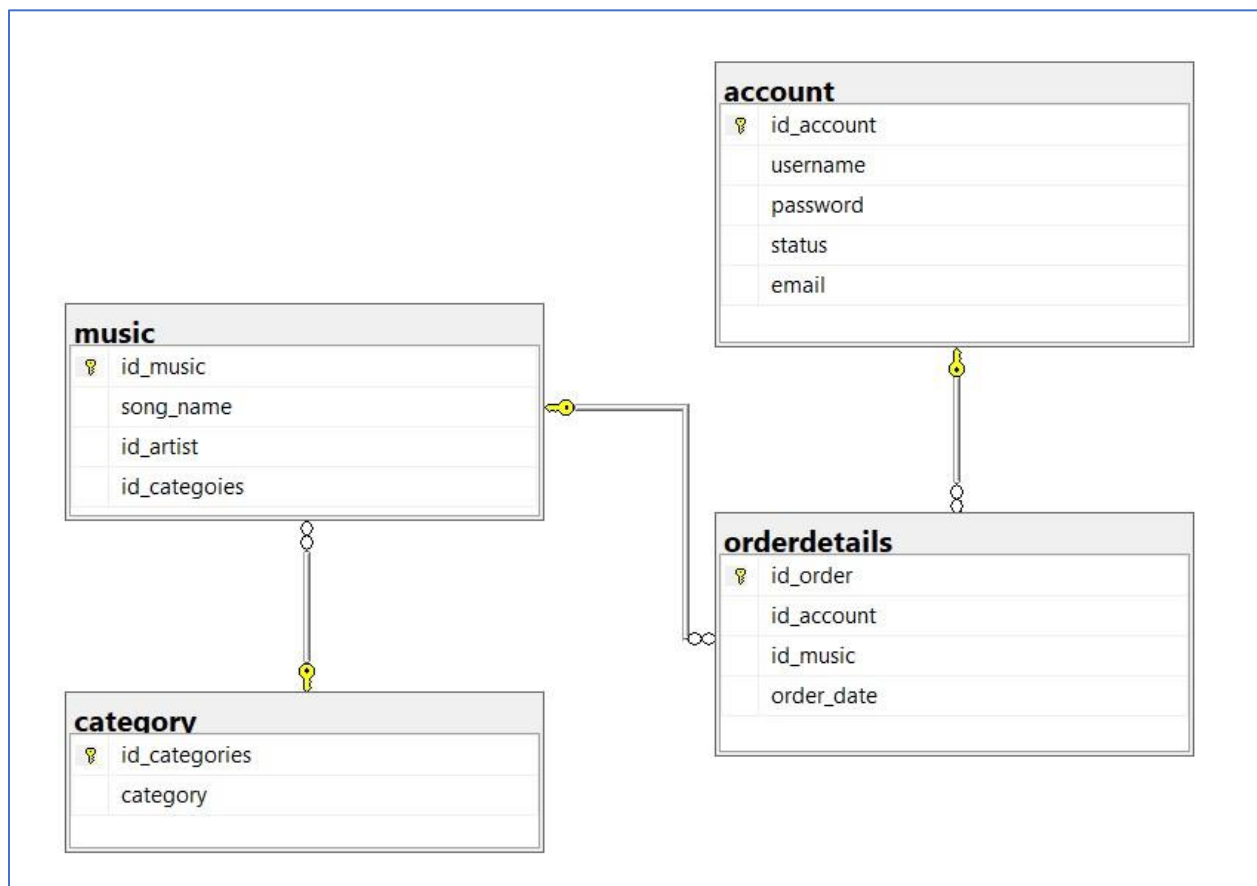 account
id_account
username
password
status
email
music
id_music
song_name
id_artist
id_categoies
orderdetails
id_order
id_account
id_music
order_date
category
id_categories
category